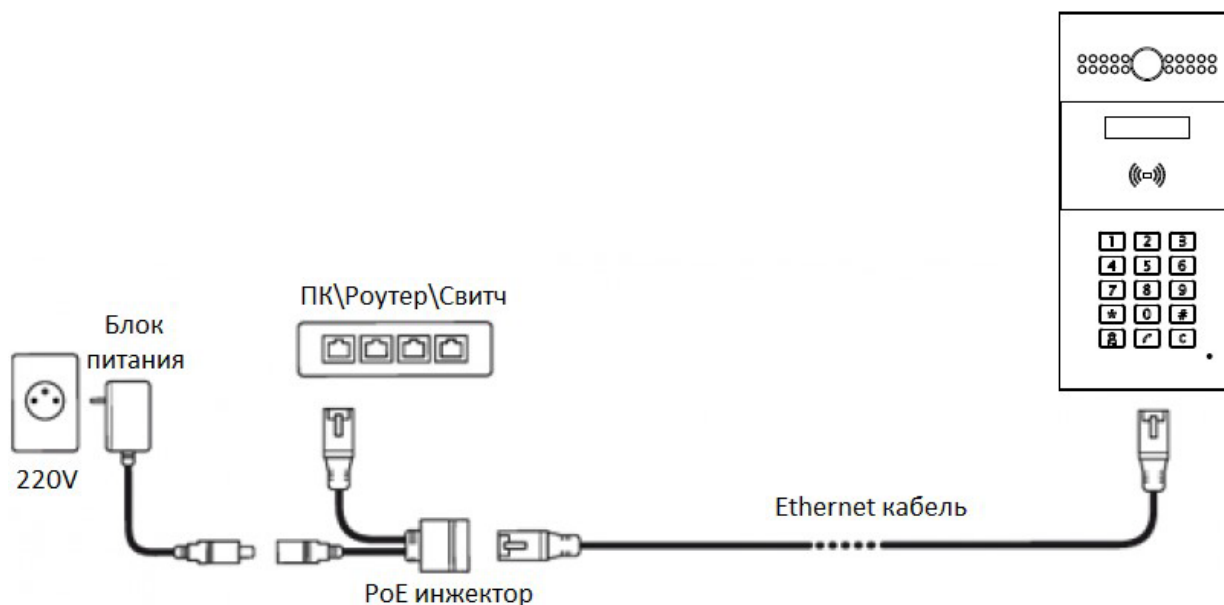 ПК\Роутер\Свитч
Блок
питания
220V
Ethernet кабель
PoE инжектор
1 2 3
4 5 6
7 8 9
* 0 #
C